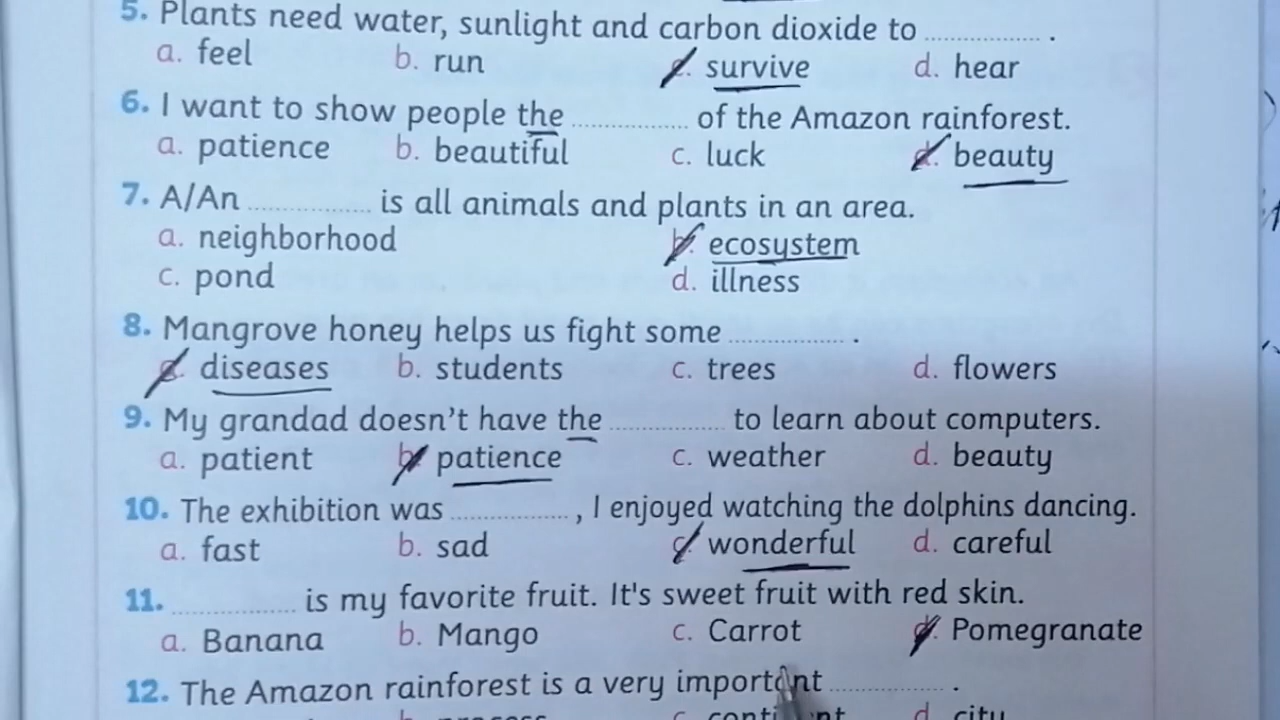 5. Plants need water, sunlight and carbon dioxide to .................... .
a. feel b. run c. survive d. hear
6. I want to show people the .................... of the Amazon rainforest.
a. patience b. beautiful c. luck d. beauty
7. A/An .................... is all animals and plants in an area.
a. neighborhood b. ecosystem
c. pond d. illness
8. Mangrove honey helps us fight some .................... .
a. diseases b. students c. trees d. flowers
9. My grandad doesn't have the .................... to learn about computers.
a. patient b. patience c. weather d. beauty
10. The exhibition was .................... , I enjoyed watching the dolphins dancing.
a. fast b. sad c. wonderful d. careful
11. .................... is my favorite fruit. It's sweet fruit with red skin.
a. Banana b. Mango c. Carrot d. Pomegranate
12. The Amazon rainforest is a very important .................... .
b. process c. continent d. city